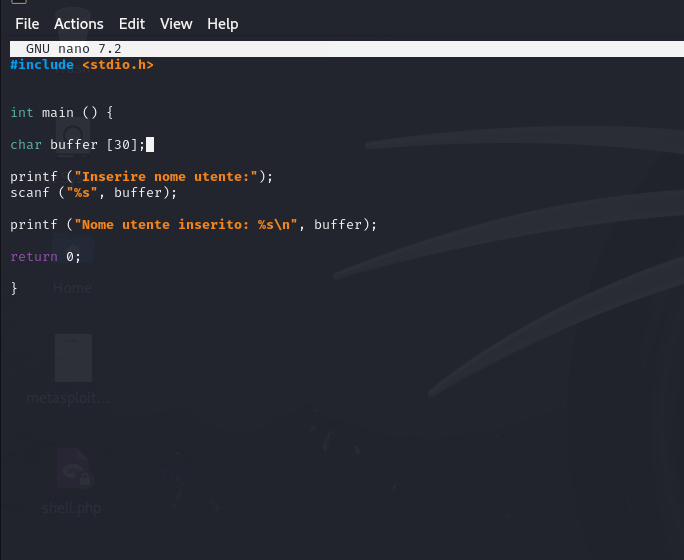 File Actions Edit View Help
GNU nano 7.2
#include <stdio.h>
int main () {
char buffer [30];
printf ("Inserire nome utente:");
scanf ("%s", buffer);
printf ("Nome utente inserito: %s\n", buffer);
return 0;
}
Home
metasploit...
shell.php